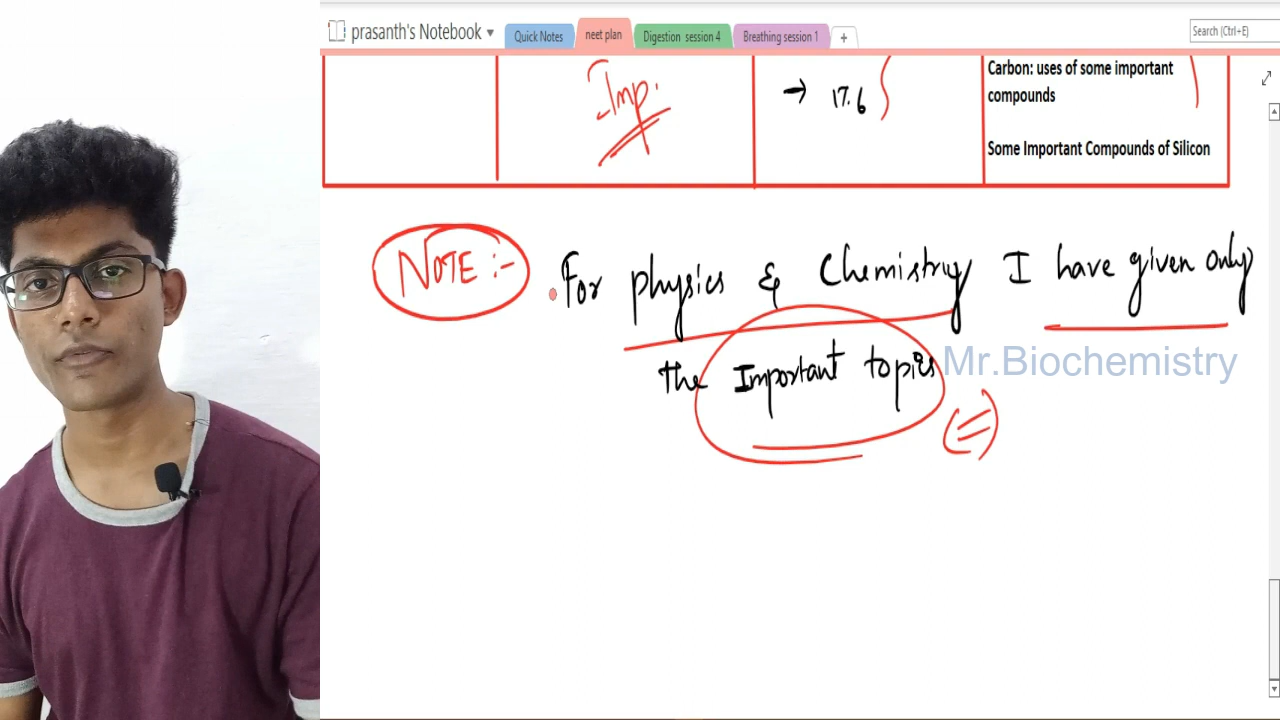 prasanth's Notebook
Quick Notes
neet plan
Digestion session 4
Breathing session 1
+
Search (Ctrl+E)
Imp.
→ 17.6
Carbon: uses of some important
compounds
Some Important Compounds of Silicon
NOTE :-
For physics & Chemistry I have given only
the Important topics
Mr.Biochemistry